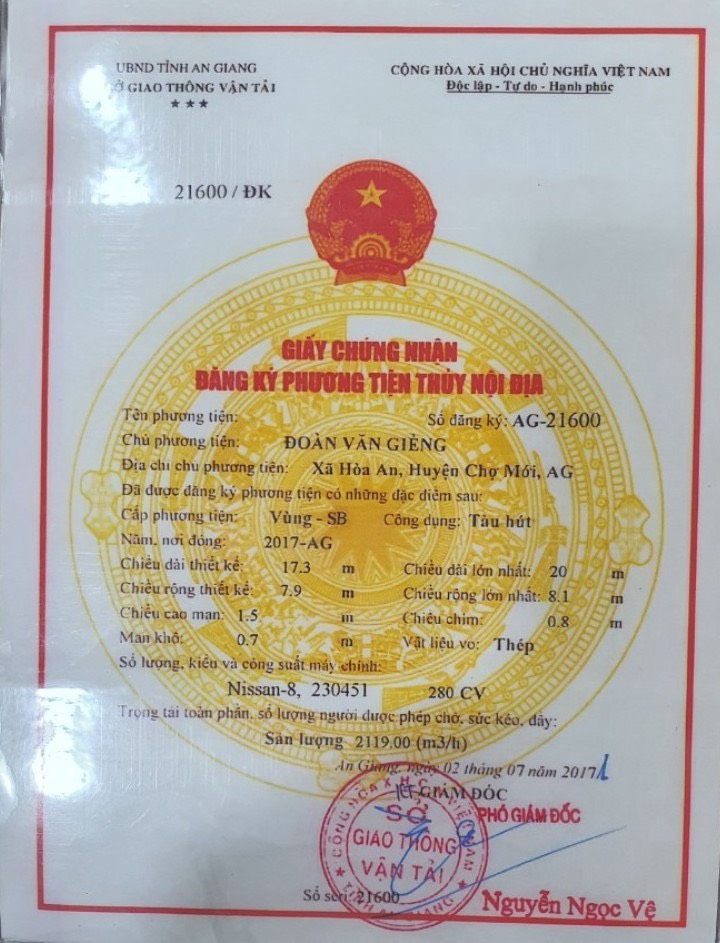 UBND TỈNH AN GIANG
Ở GIAO THÔNG VẬN TẢI
★ ★ ★
CỘNG HÒA XÃ HỘI CHỦ NGHĨA VIỆT NAM
Độc lập - Tự do - Hạnh phúc
21600 / ĐK
GIẤY CHỨNG NHẬN
ĐĂNG KÝ PHƯƠNG TIỆN THỦY NỘI ĐỊA
Tên phương tiện: Số đăng ký: AG-21600
Chủ phương tiện: ĐOÀN VĂN GIÊNG
Địa chỉ chủ phương tiện: Xã Hòa An, Huyện Chợ Mới, AG
Đã được đăng ký phương tiện có những đặc điểm sau:
Cấp phương tiện: Vùng - SB Công dụng: Tàu hút
Năm, nơi đóng: 2017-AG
Chiều dài thiết kế: 17.3 m Chiều dài lớn nhất: 20 m
Chiều rộng thiết kế: 7.9 m Chiều rộng lớn nhất: 8.1 m
Chiều cao mạn: 1.5 m Chiều chìm: 0.8 m
Mạn khô: 0.7 m Vật liệu vỏ: Thép
Số lượng, kiểu và công suất máy chính:
Nissan-8, 230451 280 CV
Trọng tải toàn phần, số lượng người được phép chở, sức kéo, đẩy:
Sản lượng 2119.00 (m3/h)
An Giang, ngày 02 tháng 07 năm 2017
KT GIÁM ĐỐC
PHÓ GIÁM ĐỐC
SỞ
GIAO THÔNG
VẬN TẢI
TỈNH AN GIANG
Số seri: 21600
Nguyễn Ngọc Vệ